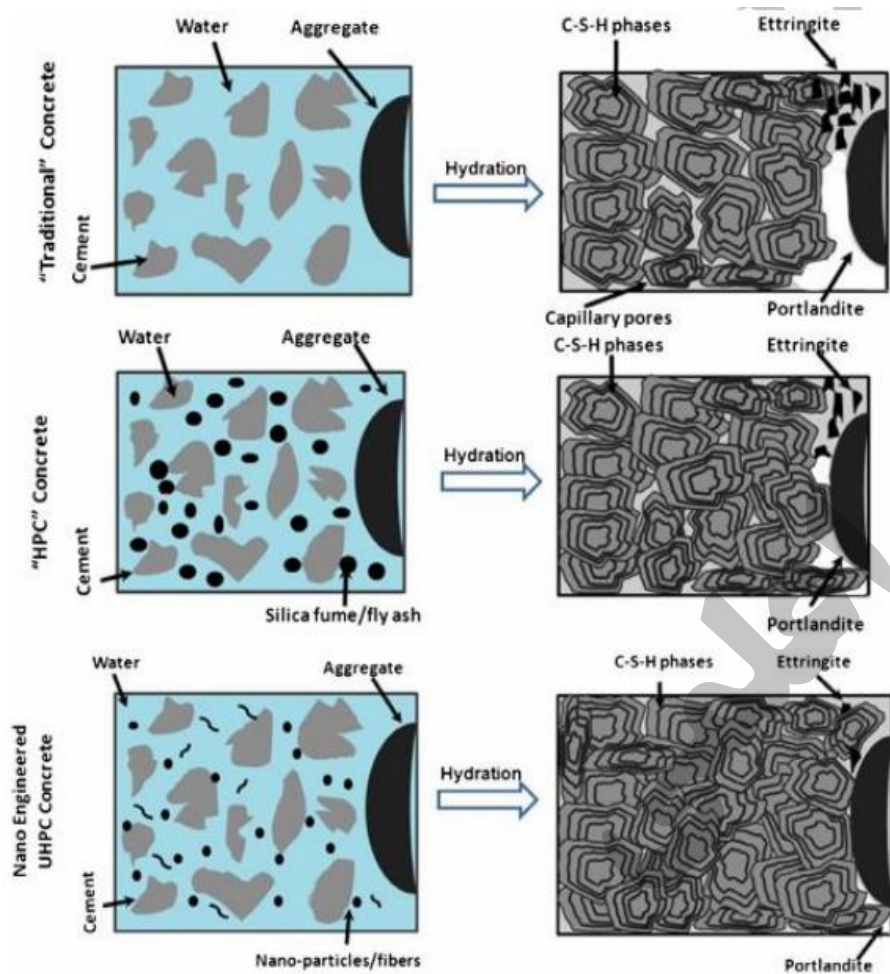 Water
Aggregate
C-S-H phases
Ettringite
"Traditional" Concrete
Hydration
Cement
Capillary pores
Portlandite
Water
Aggregate
C-S-H phases
Ettringite
"HPC" Concrete
Hydration
Cement
Silica fume/fly ash
Portlandite
Water
Aggregate
C-S-H phases
Ettringite
Nano Engineered
UHPC Concrete
Hydration
Cement
Nano-particles/fibers
Portlandite